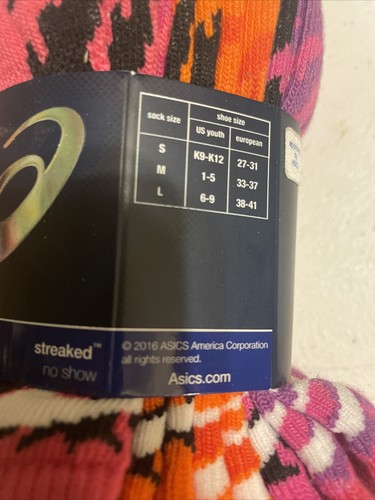 shoe size
sock size US youth european
S K9-K12 27-31
M 1-5 33-37
L 6-9 38-41
streaked™
no show
© 2016 ASICS America Corporation
all rights reserved.
Asics.com